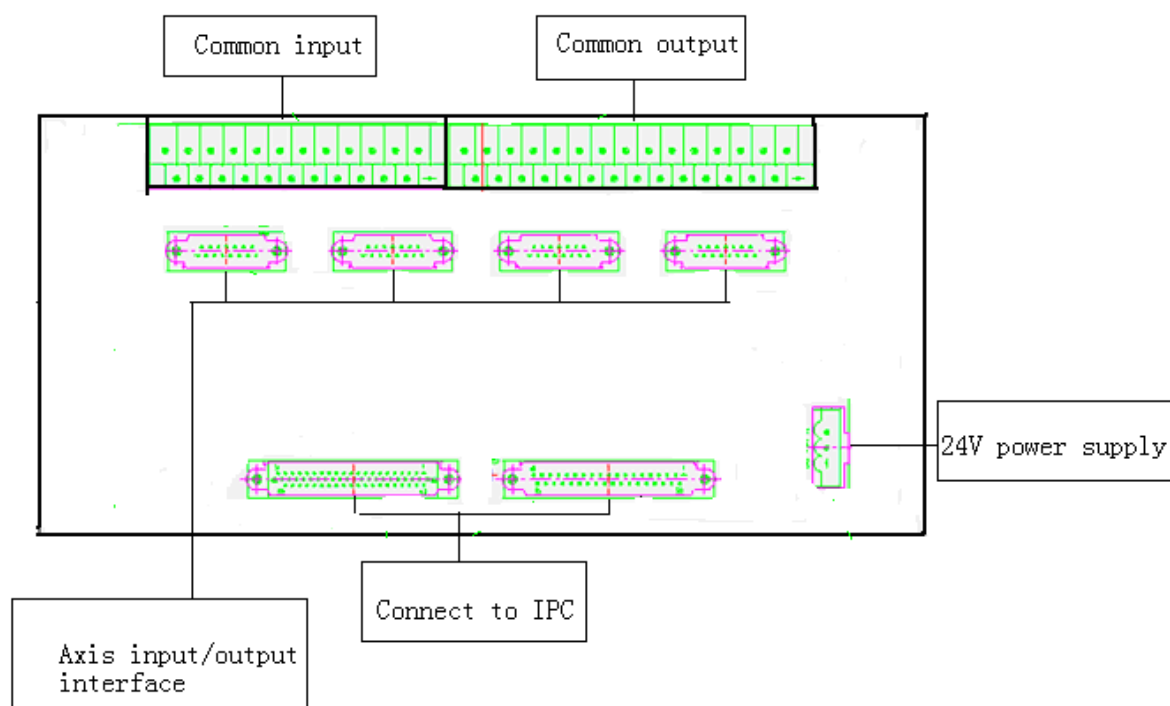 Common input
Common output
24V power supply
Connect to IPC
Axis input/output
interface